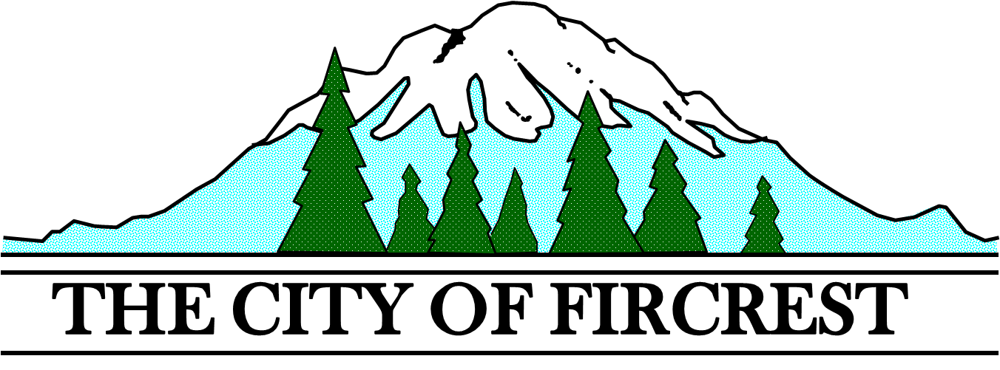 THE CITY OF FIRCREST